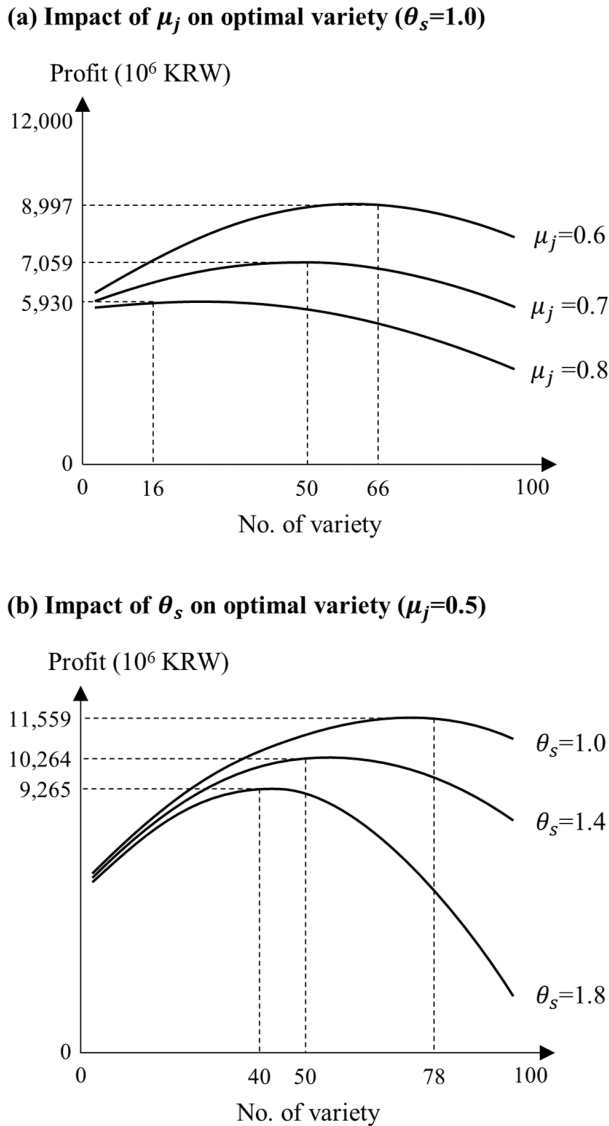 (a) Impact of μj on optimal variety (θs=1.0)
Profit (10⁶ KRW)
12,000
8,997
7,059
5,930
0
μj=0.6
μj=0.7
μj=0.8
0 16 50 66 100
No. of variety
(b) Impact of θs on optimal variety (μj=0.5)
Profit (10⁶ KRW)
11,559
10,264
9,265
0
θs=1.0
θs=1.4
θs=1.8
0 40 50 78 100
No. of variety